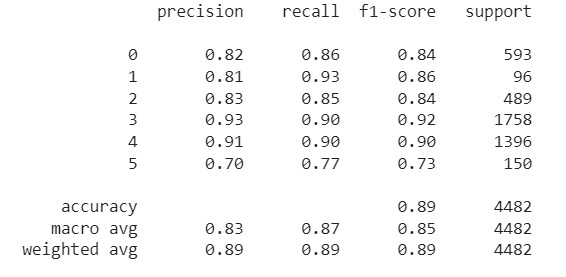 precision recall f1-score support
0 0.82 0.86 0.84 593
1 0.81 0.93 0.86 96
2 0.83 0.85 0.84 489
3 0.93 0.90 0.92 1758
4 0.91 0.90 0.90 1396
5 0.70 0.77 0.73 150
accuracy 0.89 4482
macro avg 0.83 0.87 0.85 4482
weighted avg 0.89 0.89 0.89 4482